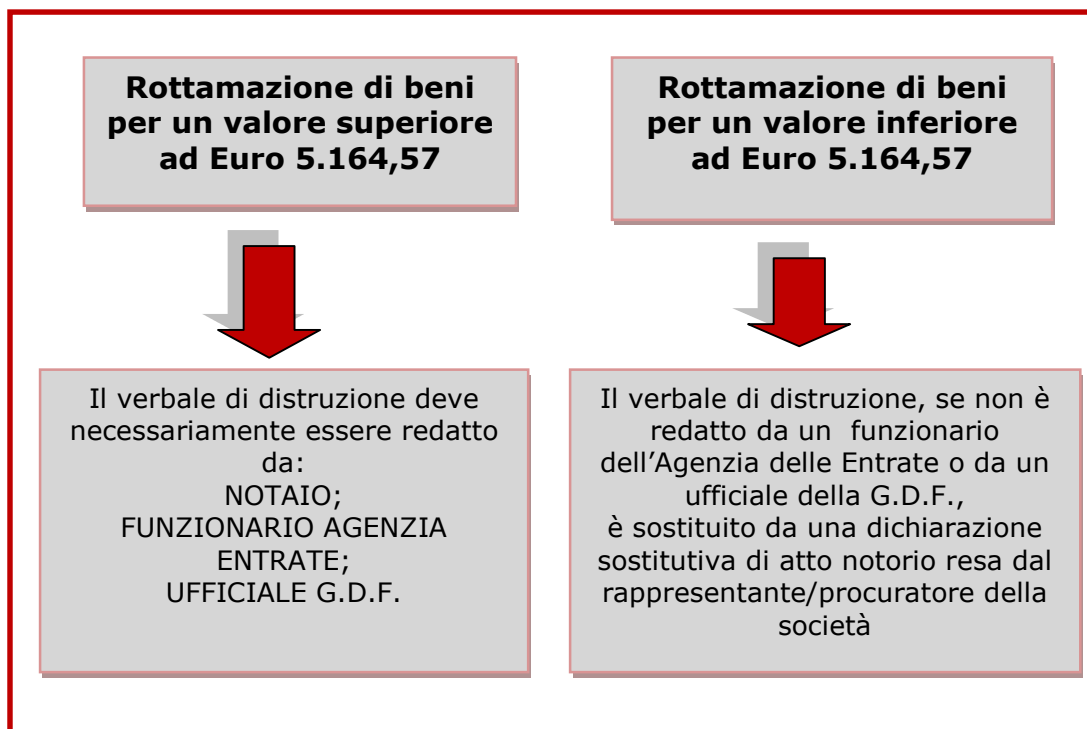 Rottamazione di beni
per un valore superiore
ad Euro 5.164,57
Il verbale di distruzione deve
necessariamente essere redatto
da:
NOTAIO;
FUNZIONARIO AGENZIA
ENTRATE;
UFFICIALE G.D.F.
Rottamazione di beni
per un valore inferiore
ad Euro 5.164,57
Il verbale di distruzione, se non è
redatto da un funzionario
dell’Agenzia delle Entrate o da un
ufficiale della G.D.F.,
è sostituito da una dichiarazione
sostitutiva di atto notorio resa dal
rappresentante/procuratore della
società